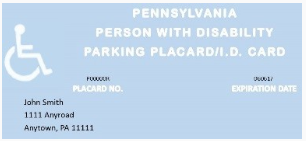 PENNSYLVANIA
PERSON WITH DISABILITY
PARKING PLACARD/I.D. CARD
PLACARD NO.
EXPIRATION DATE
John Smith
1111 Anyroad
Anytown, PA 11111